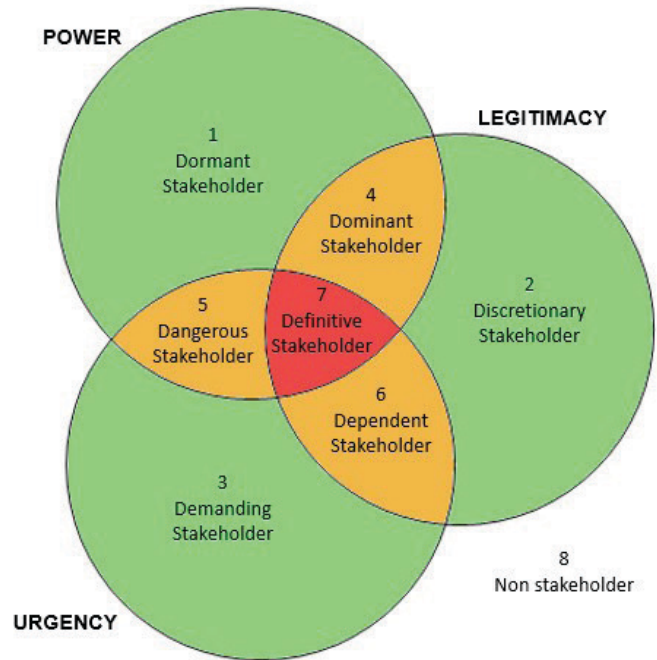 POWER
LEGITIMACY
1
Dormant
Stakeholder
4
Dominant
Stakeholder
2
Discretionary
Stakeholder
5
Dangerous
Stakeholder
7
Definitive
Stakeholder
6
Dependent
Stakeholder
3
Demanding
Stakeholder
8
Non stakeholder
URGENCY